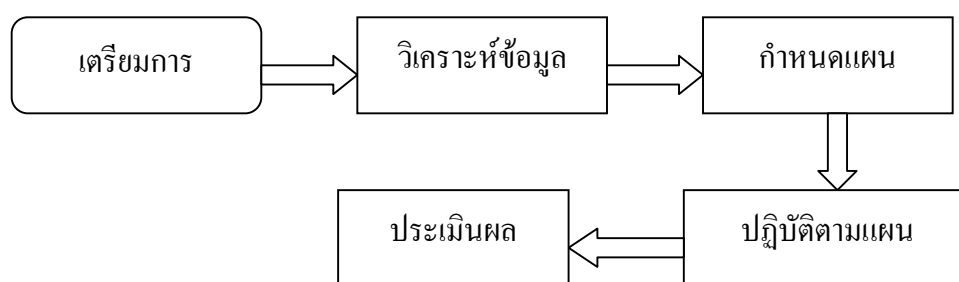 เตรียมการ
วิเคราะห์ข้อมูล
กำหนดแผน
ปฏิบัติตามแผน
ประเมินผล